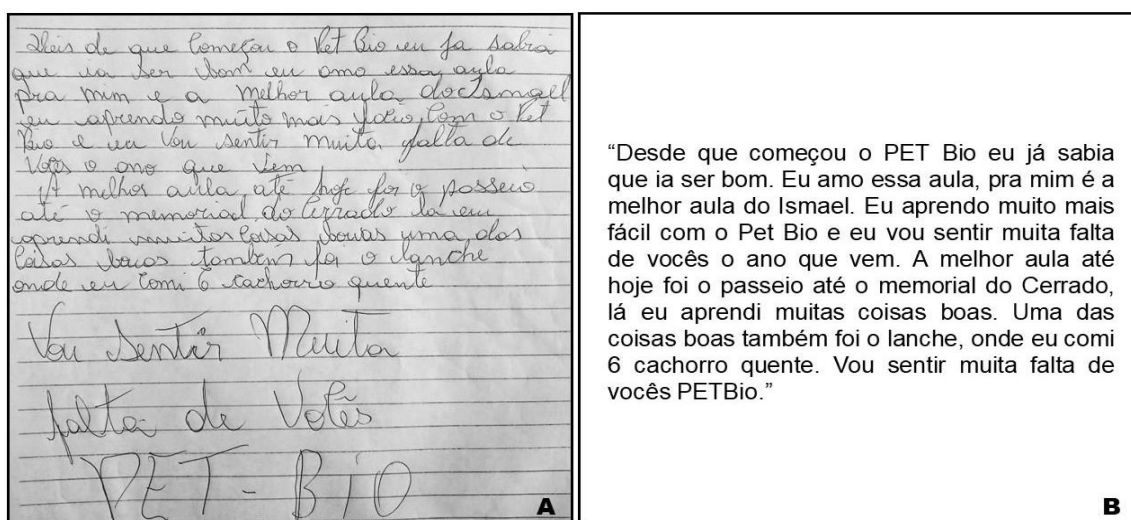 Deis de que começou o Pet Bio eu ja sabia
que ia ser bom eu amo essa aula
pra mim e a melhor aula do Ismael
eu aprendo muito mais facio com o Pet
Bio e eu vou sentir muita falta de
Voçês o ano que vem
A melhor aula até hoje foi o passeio
até o memorial do Cerrado la eu
aprendi muitas coisas boas uma das
coisas boas tambem foi o lanche
onde eu comi 6 cachorro quente
Vou Sentir Muita
falta de Vocês
PET-BIO
A
“Desde que começou o PET Bio eu já sabia
que ia ser bom. Eu amo essa aula, pra mim é a
melhor aula do Ismael. Eu aprendo muito mais
fácil com o Pet Bio e eu vou sentir muita falta
de vocês o ano que vem. A melhor aula até
hoje foi o passeio até o memorial do Cerrado,
lá eu aprendi muitas coisas boas. Uma das
coisas boas também foi o lanche, onde eu comi
6 cachorro quente. Vou sentir muita falta de
vocês PETBio.”
B